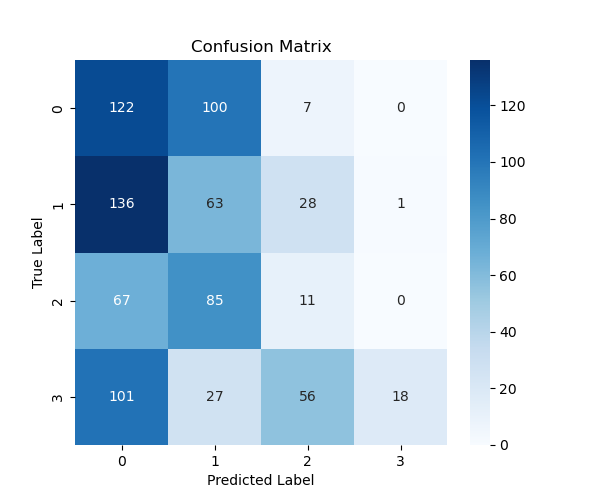 Confusion Matrix
0 122 100 7 0
1 136 63 28 1
2 67 85 11 0
3 101 27 56 18
0 1 2 3
Predicted Label
True Label
120
100
80
60
40
20
0